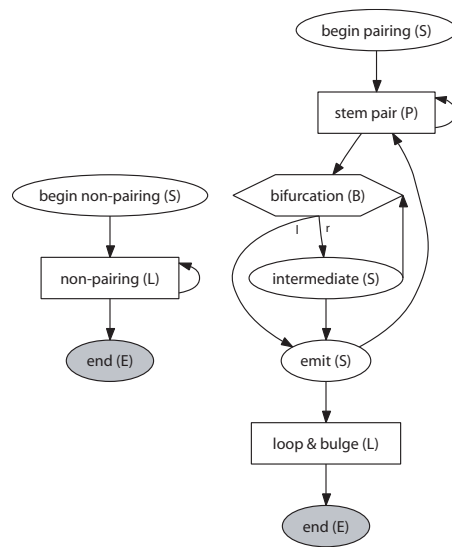 begin pairing (S)
stem pair (P)
bifurcation (B)
l r
begin non-pairing (S)
non-pairing (L)
intermediate (S)
end (E)
emit (S)
loop & bulge (L)
end (E)